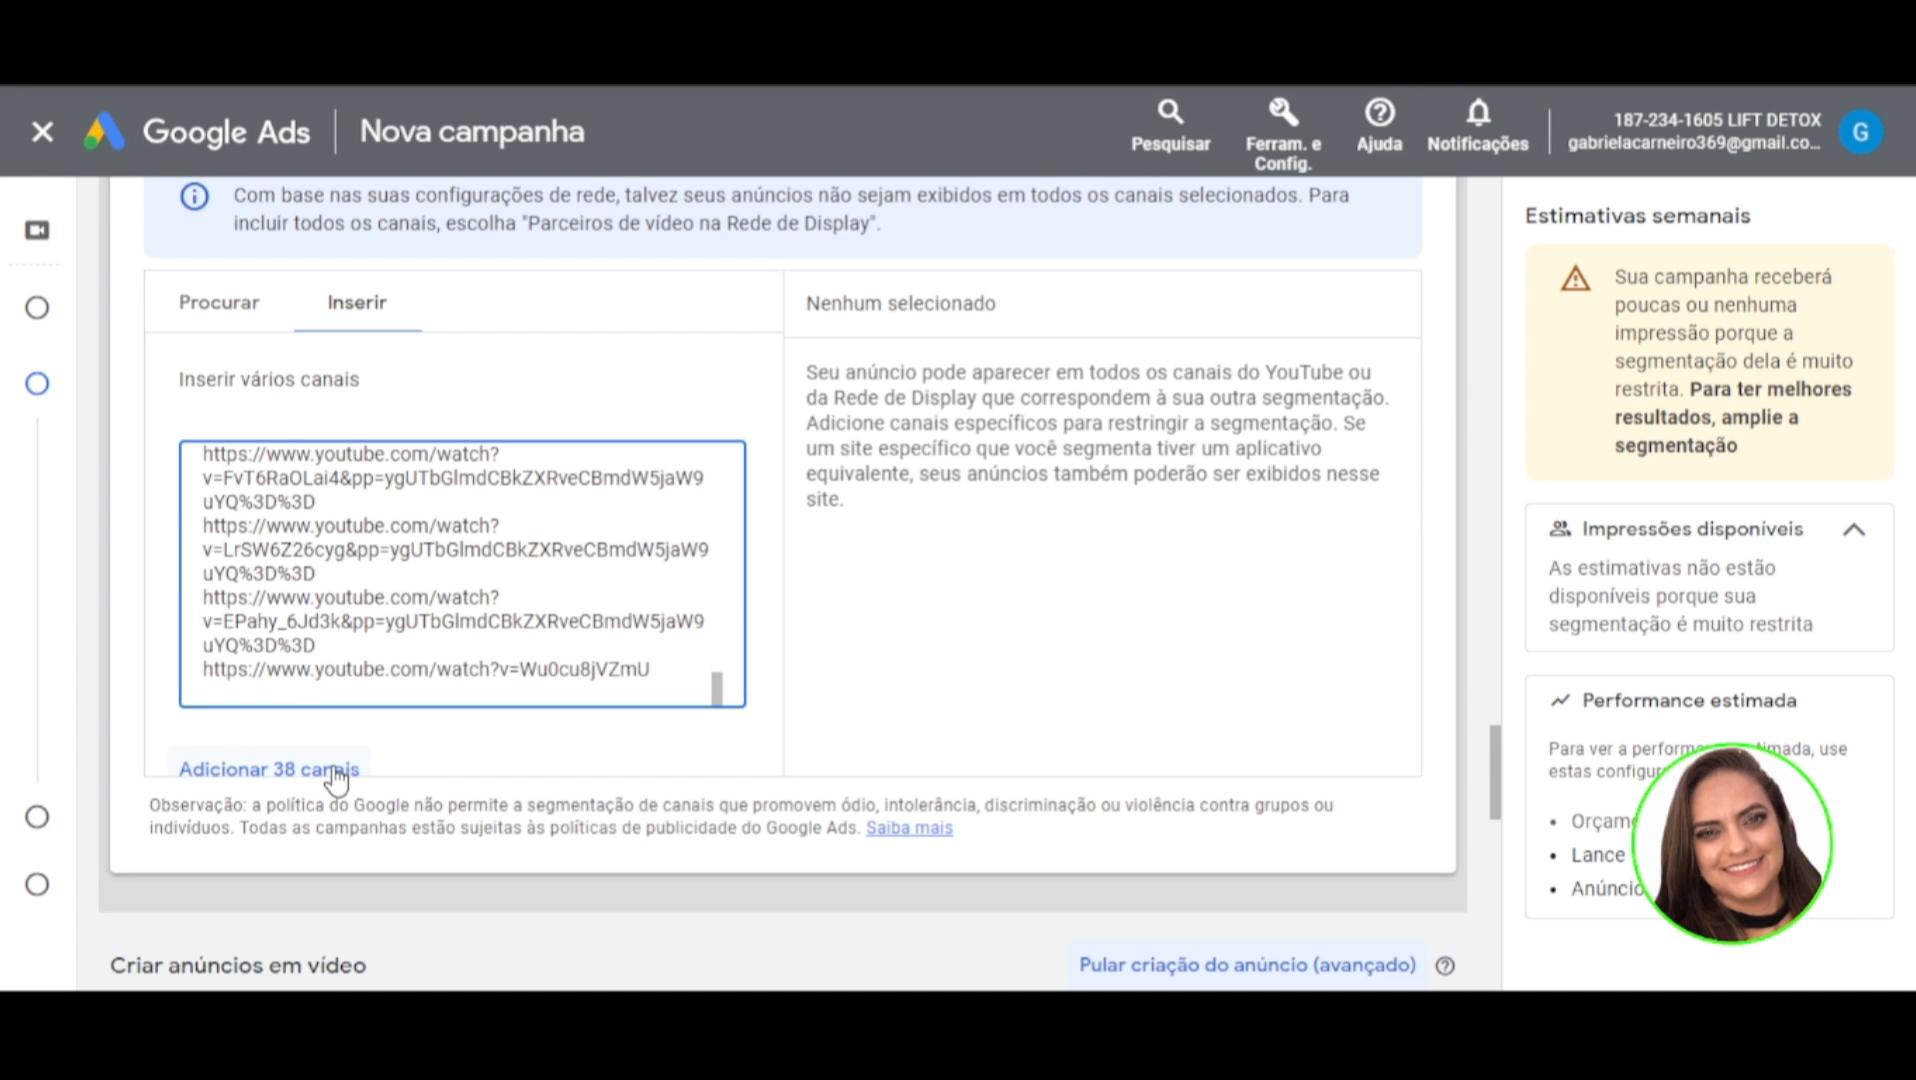 Google Ads
Nova campanha
Pesquisar
Ferram. e
Config.
Ajuda
Notificações
187-234-1605 LIFT DETOX
gabrielacarneiro369@gmail.co...
G
Com base nas suas configurações de rede, talvez seus anúncios não sejam exibidos em todos os canais selecionados. Para
incluir todos os canais, escolha "Parceiros de vídeo na Rede de Display".
Procurar
Inserir
Inserir vários canais
https://www.youtube.com/watch?
v=FvT6RaOLai4&pp=ygUTbGlmdCBkZXRveCBmdW5jaW9
uYQ%3D%3D
https://www.youtube.com/watch?
v=LrSW6Z26cyg&pp=ygUTbGlmdCBkZXRveCBmdW5jaW9
uYQ%3D%3D
https://www.youtube.com/watch?
v=EPahy_6Jd3k&pp=ygUTbGlmdCBkZXRveCBmdW5jaW9
uYQ%3D%3D
https://www.youtube.com/watch?v=Wu0cu8jVZmU
Adicionar 38 canais
Nenhum selecionado
Seu anúncio pode aparecer em todos os canais do YouTube ou
da Rede de Display que correspondem à sua outra segmentação.
Adicione canais específicos para restringir a segmentação. Se
um site específico que você segmenta tiver um aplicativo
equivalente, seus anúncios também poderão ser exibidos nesse
site.
Observação: a política do Google não permite a segmentação de canais que promovem ódio, intolerância, discriminação ou violência contra grupos ou
indivíduos. Todas as campanhas estão sujeitas às políticas de publicidade do Google Ads. Saiba mais
Criar anúncios em vídeo
Pular criação do anúncio (avançado)
Estimativas semanais
Sua campanha receberá
poucas ou nenhuma
impressão porque a
segmentação dela é muito
restrita. Para ter melhores
resultados, amplie a
segmentação
Impressões disponíveis
As estimativas não estão
disponíveis porque sua
segmentação é muito restrita
Performance estimada
Para ver a use
estas
Lance